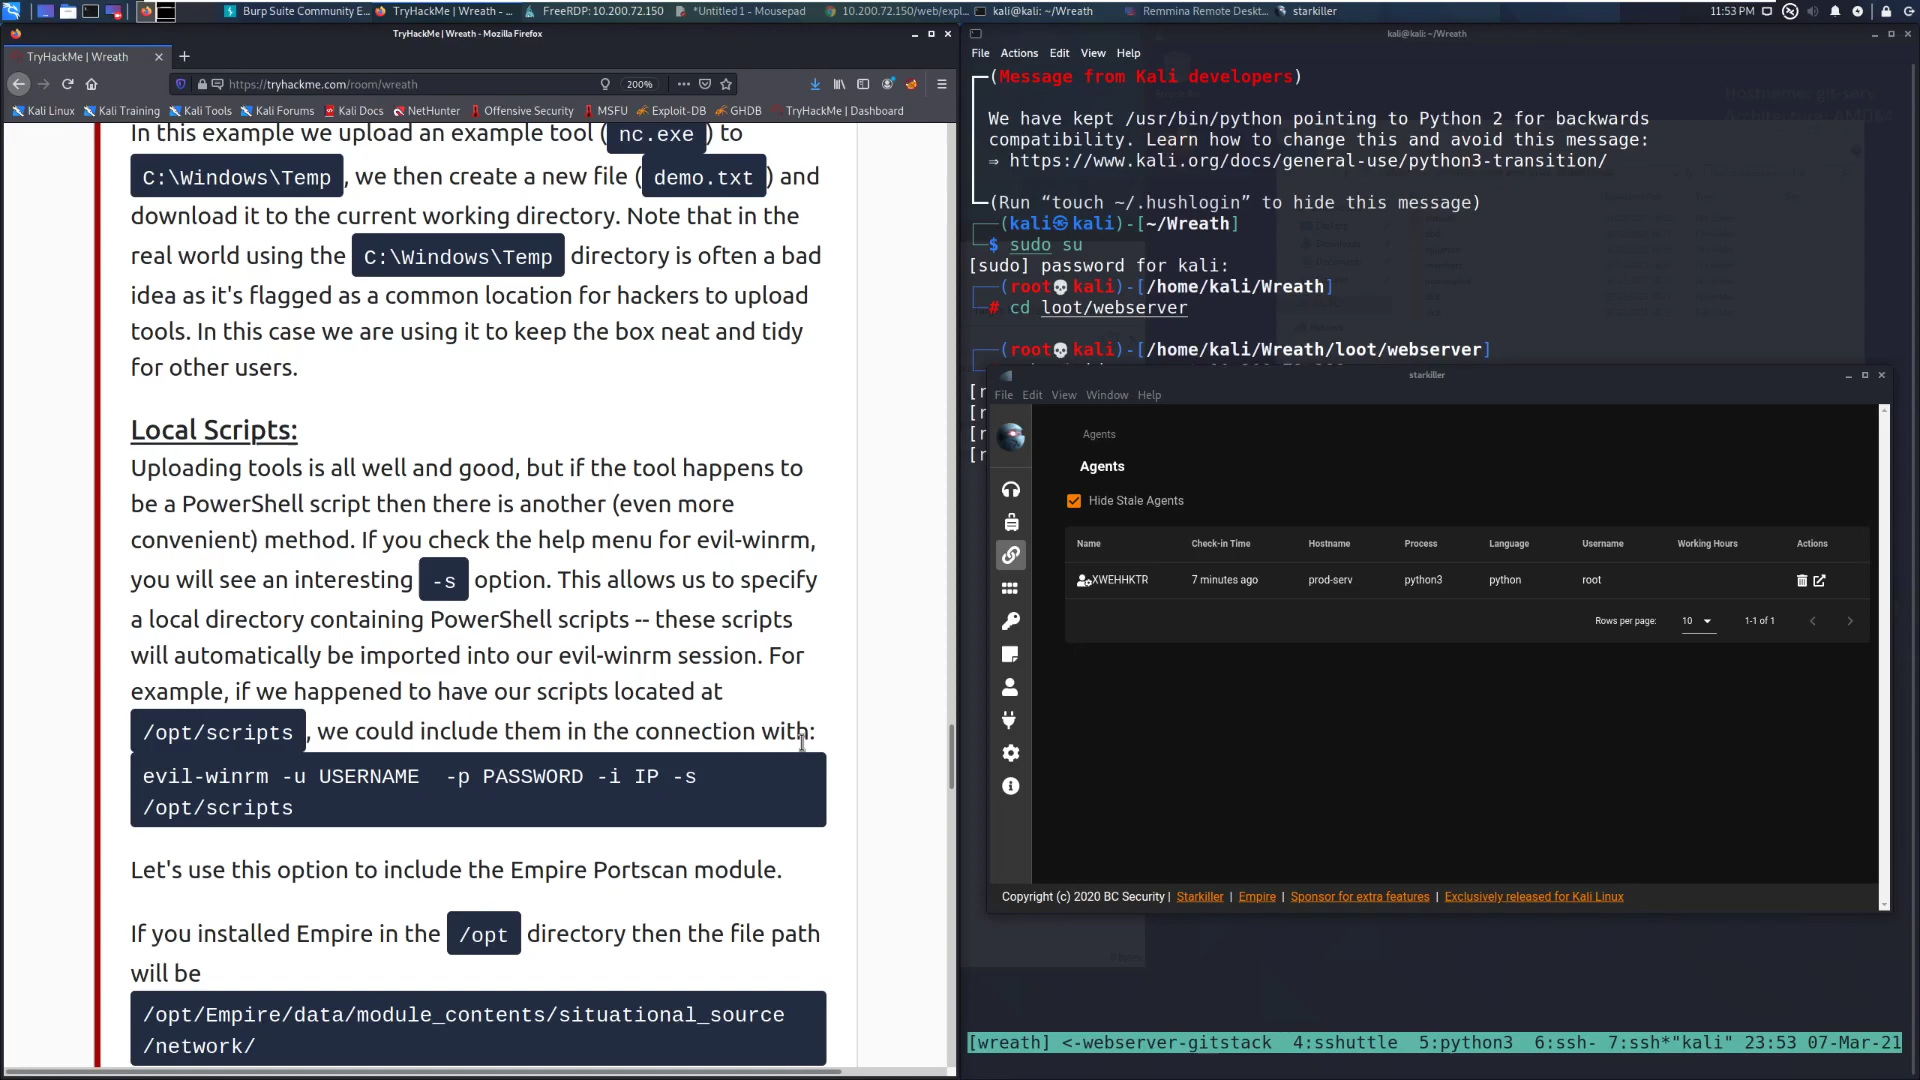 Burp Suite Community E...
TryHackMe | Wreath - ...
FreeRDP: 10.200.72.150
*Untitled 1 - Mousepad
10.200.72.150/web/expl...
kali@kali: ~/Wreath
Remmina Remote Deskt...
starkiller
11:53 PM
TryHackMe | Wreath - Mozilla Firefox
TryHackMe | Wreath
https://tryhackme.com/room/wreath
200%
Kali Linux
Kali Training
Kali Tools
Kali Forums
Kali Docs
NetHunter
Offensive Security
MSFU
Exploit-DB
GHDB
TryHackMe | Dashboard
In this example we upload an example tool ( nc.exe ) to
C:\Windows\Temp , we then create a new file ( demo.txt ) and
download it to the current working directory. Note that in the
real world using the C:\Windows\Temp directory is often a bad
idea as it's flagged as a common location for hackers to upload
tools. In this case we are using it to keep the box neat and tidy
for other users.
Local Scripts:
Uploading tools is all well and good, but if the tool happens to
be a PowerShell script then there is another (even more
convenient) method. If you check the help menu for evil-winrm,
you will see an interesting -s option. This allows us to specify
a local directory containing PowerShell scripts -- these scripts
will automatically be imported into our evil-winrm session. For
example, if we happened to have our scripts located at
/opt/scripts , we could include them in the connection with:
evil-winrm -u USERNAME -p PASSWORD -i IP -s
/opt/scripts
Let's use this option to include the Empire Portscan module.
If you installed Empire in the /opt directory then the file path
will be
/opt/Empire/data/module_contents/situational_source
/network/
kali@kali: ~/Wreath
File Actions Edit View Help
(Message from Kali developers)
We have kept /usr/bin/python pointing to Python 2 for backwards
compatibility. Learn how to change this and avoid this message:
⇒ https://www.kali.org/docs/general-use/python3-transition/
(Run “touch ~/.hushlogin” to hide this message)
(kali㉿kali)-[~/Wreath]
$ sudo su
[sudo] password for kali:
(root💀kali)-[/home/kali/Wreath]
# cd loot/webserver
(root💀kali)-[/home/kali/Wreath/loot/webserver]
[r
[r
[r
[r
starkiller
File Edit View Window Help
Agents
Agents
Hide Stale Agents
Name Check-in Time Hostname Process Language Username Working Hours Actions
XWEHHKTR 7 minutes ago prod-serv python3 python root
Rows per page: 10 1-1 of 1
Copyright (c) 2020 BC Security | Starkiller | Empire | Sponsor for extra features | Exclusively released for Kali Linux
[wreath] <-webserver-gitstack 4:sshuttle 5:python3 6:ssh- 7:ssh*"kali" 23:53 07-Mar-21